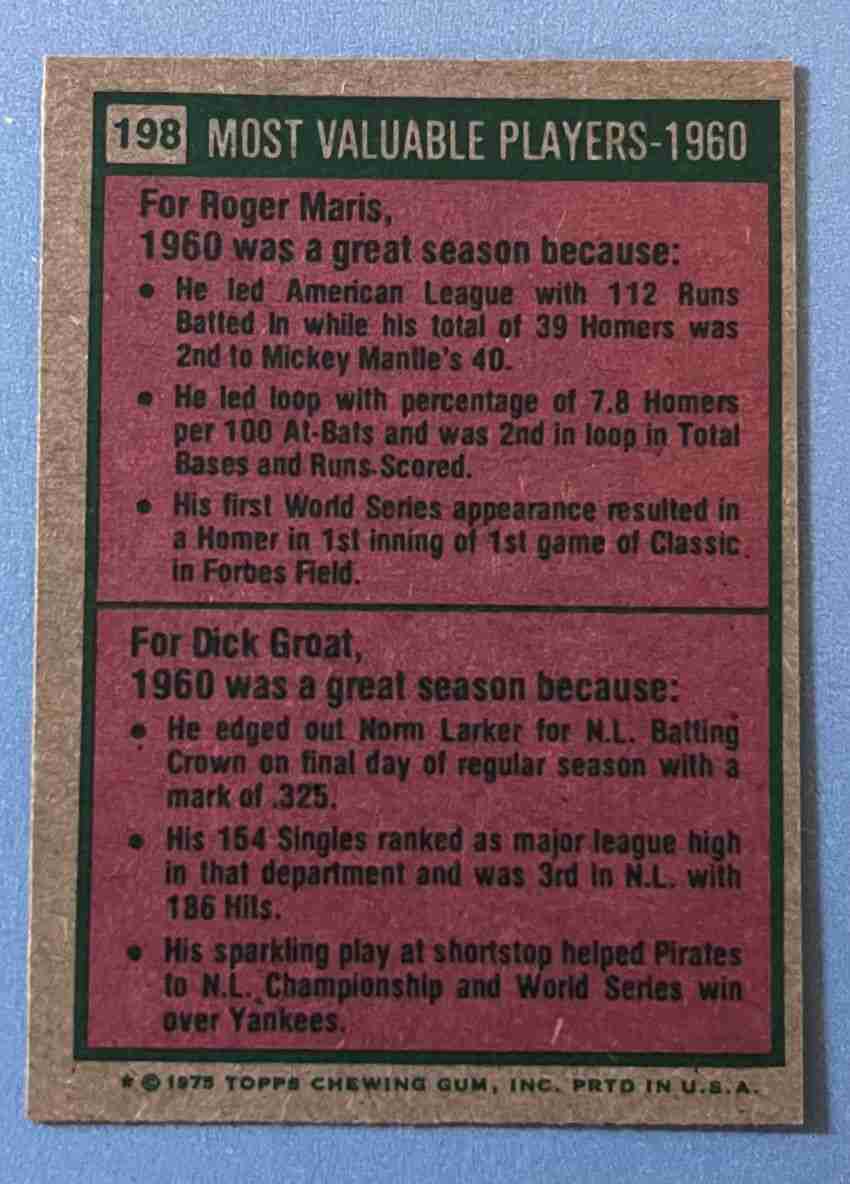 198 MOST VALUABLE PLAYERS-1960
For Roger Maris,
1960 was a great season because:
• He led American League with 112 Runs
Batted In while his total of 39 Homers was
2nd to Mickey Mantle's 40.
• He led loop with percentage of 7.8 Homers
per 100 At-Bats and was 2nd in loop in Total
Bases and Runs Scored.
• His first World Series appearance resulted in
a Homer in 1st inning of 1st game of Classic
in Forbes Field.
For Dick Groat,
1960 was a great season because:
• He edged out Norm Larker for N.L. Batting
Crown on final day of regular season with a
mark of .325.
• His 154 Singles ranked as major league high
in that department and was 3rd in N.L. with
186 Hits.
• His sparkling play at shortstop helped Pirates
to N.L. Championship and World Series win
over Yankees.
* © 1975 TOPPS CHEWING GUM, INC. PRTD IN U.S.A.